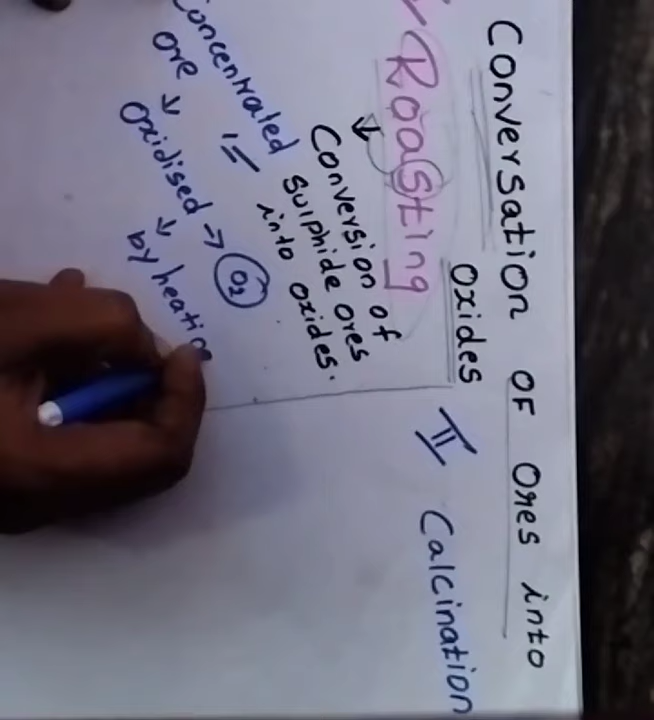 Conversation OF Ores into
Oxides
Roasting
Conversion of
Sulphide ores
into oxides.
Concentrated
ore ↓
oxidised → O2
↓
by heating
II Calcination